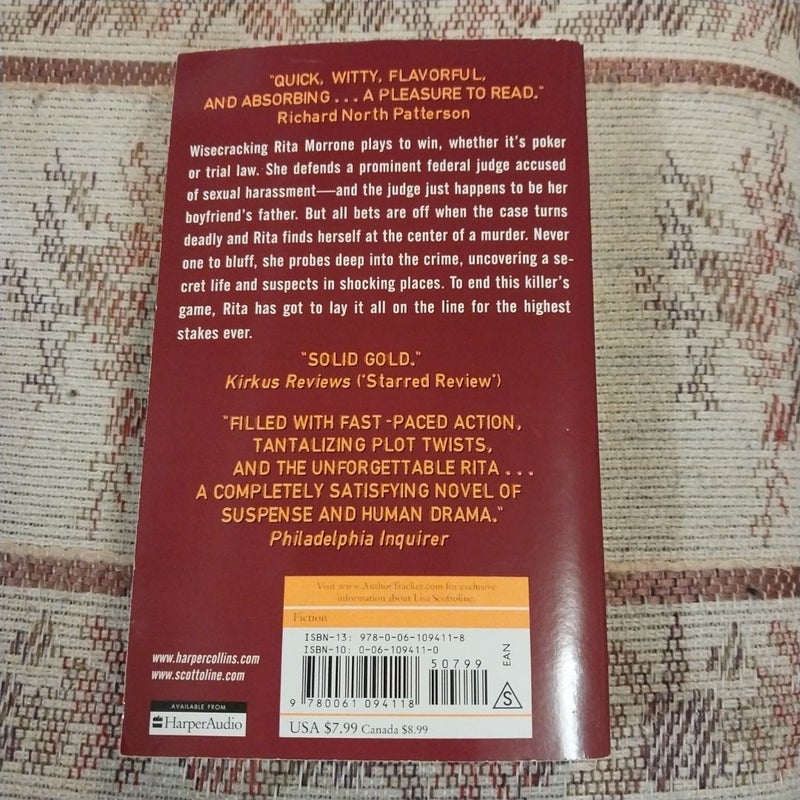 "QUICK, WITTY, FLAVORFUL,
AND ABSORBING . . . A PLEASURE TO READ."
Richard North Patterson
Wisecracking Rita Morrone plays to win, whether it's poker
or trial law. She defends a prominent federal judge accused
of sexual harassment—and the judge just happens to be her
boyfriend's father. But all bets are off when the case turns
deadly and Rita finds herself at the center of a murder. Never
one to bluff, she probes deep into the crime, uncovering a se-
cret life and suspects in shocking places. To end this killer's
game, Rita has got to lay it all on the line for the highest
stakes ever.
"SOLID GOLD."
Kirkus Reviews (*Starred Review*)
"FILLED WITH FAST-PACED ACTION,
TANTALIZING PLOT TWISTS,
AND THE UNFORGETTABLE RITA . . .
A COMPLETELY SATISFYING NOVEL OF
SUSPENSE AND HUMAN DRAMA."
Philadelphia Inquirer
Visit www.AuthorTracker.com for exclusive
information about Lisa Scottoline.
Fiction
ISBN-13: 978-0-06-109411-8
ISBN-10: 0-06-109411-0
50799
EAN
9 780061 094118
S
USA $7.99 Canada $8.99
www.harpercollins.com
www.scottoline.com
AVAILABLE FROM
HarperAudio